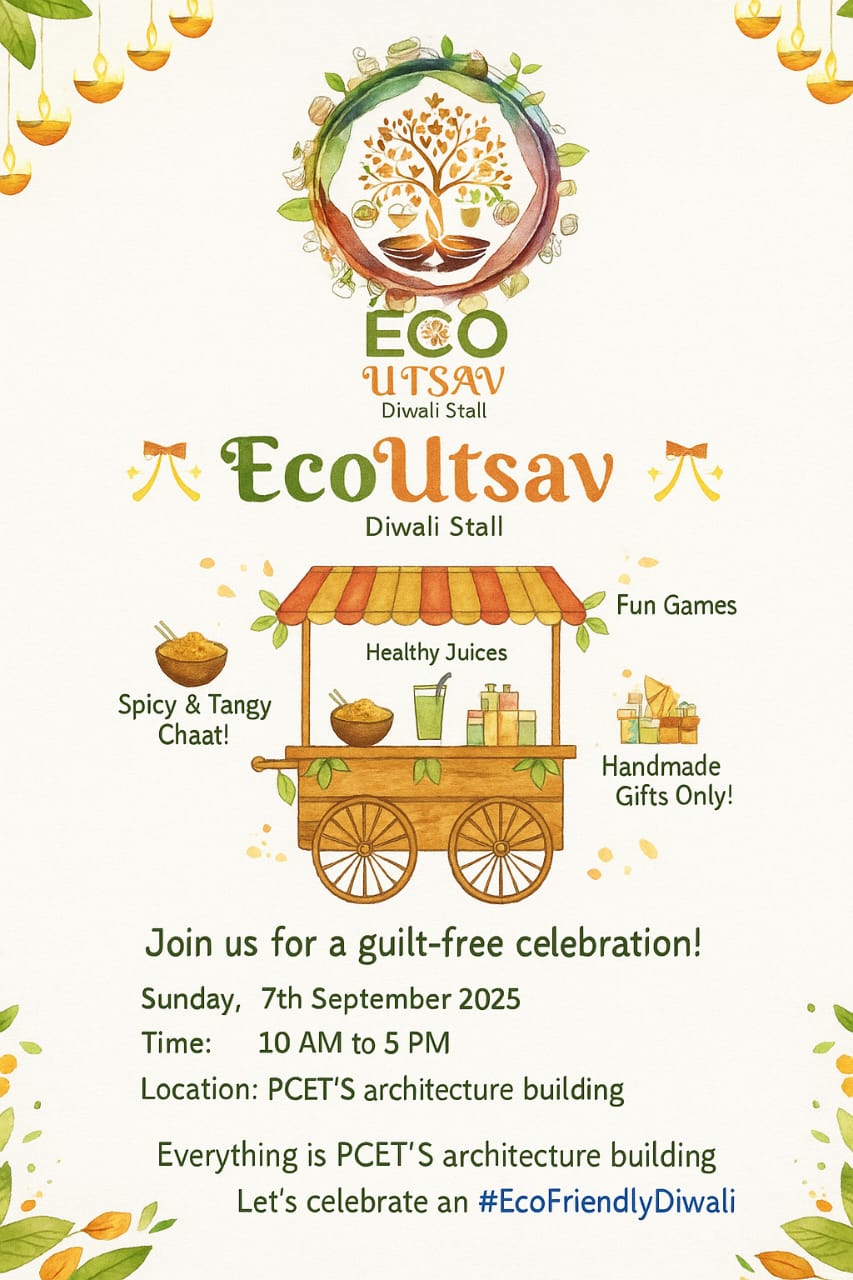 ECO
UTSAV
Diwali Stall
EcoUtsav
Diwali Stall
Fun Games
Healthy Juices
Spicy & Tangy
Chaat!
Handmade
Gifts Only!
Join us for a guilt-free celebration!
Sunday, 7th September 2025
Time: 10 AM to 5 PM
Location: PCET'S architecture building
Everything is PCET'S architecture building
Let's celebrate an #EcoFriendlyDiwali